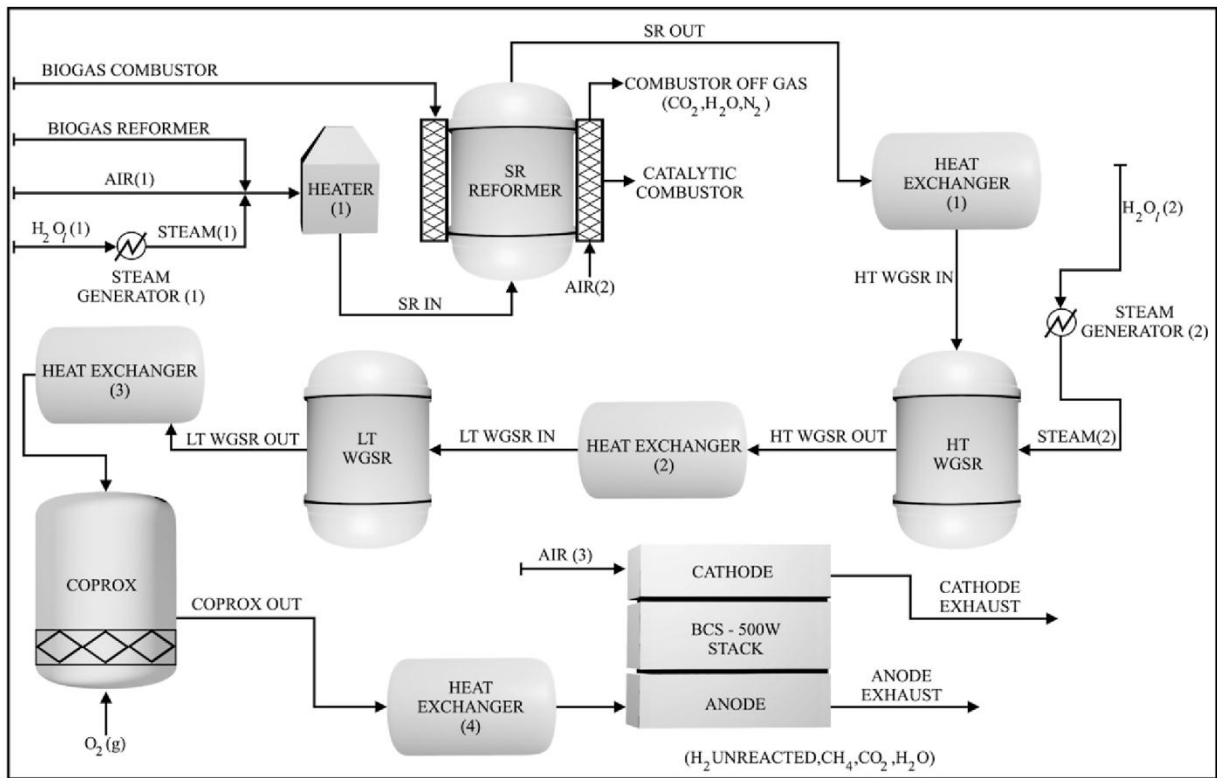 SR OUT
BIOGAS COMBUSTOR
COMBUSTOR OFF GAS
(CO₂,H₂O,N₂)
BIOGAS REFORMER
AIR(1)
HEATER
(1)
SR
REFORMER
CATALYTIC
COMBUSTOR
HEAT
EXCHANGER
(1)
H₂Oₗ(2)
H₂Oₗ(1)
STEAM(1)
STEAM
GENERATOR (1)
SR IN
AIR(2)
HT WGSR IN
STEAM
GENERATOR (2)
HEAT EXCHANGER
(3)
LT WGSR OUT
LT
WGSR
LT WGSR IN
HEAT EXCHANGER
(2)
HT WGSR OUT
HT
WGSR
STEAM(2)
COPROX
COPROX OUT
O₂(g)
AIR (3)
CATHODE
CATHODE
EXHAUST
BCS - 500W
STACK
HEAT
EXCHANGER
(4)
ANODE
ANODE
EXHAUST
(H₂UNREACTED,CH₄,CO₂,H₂O)